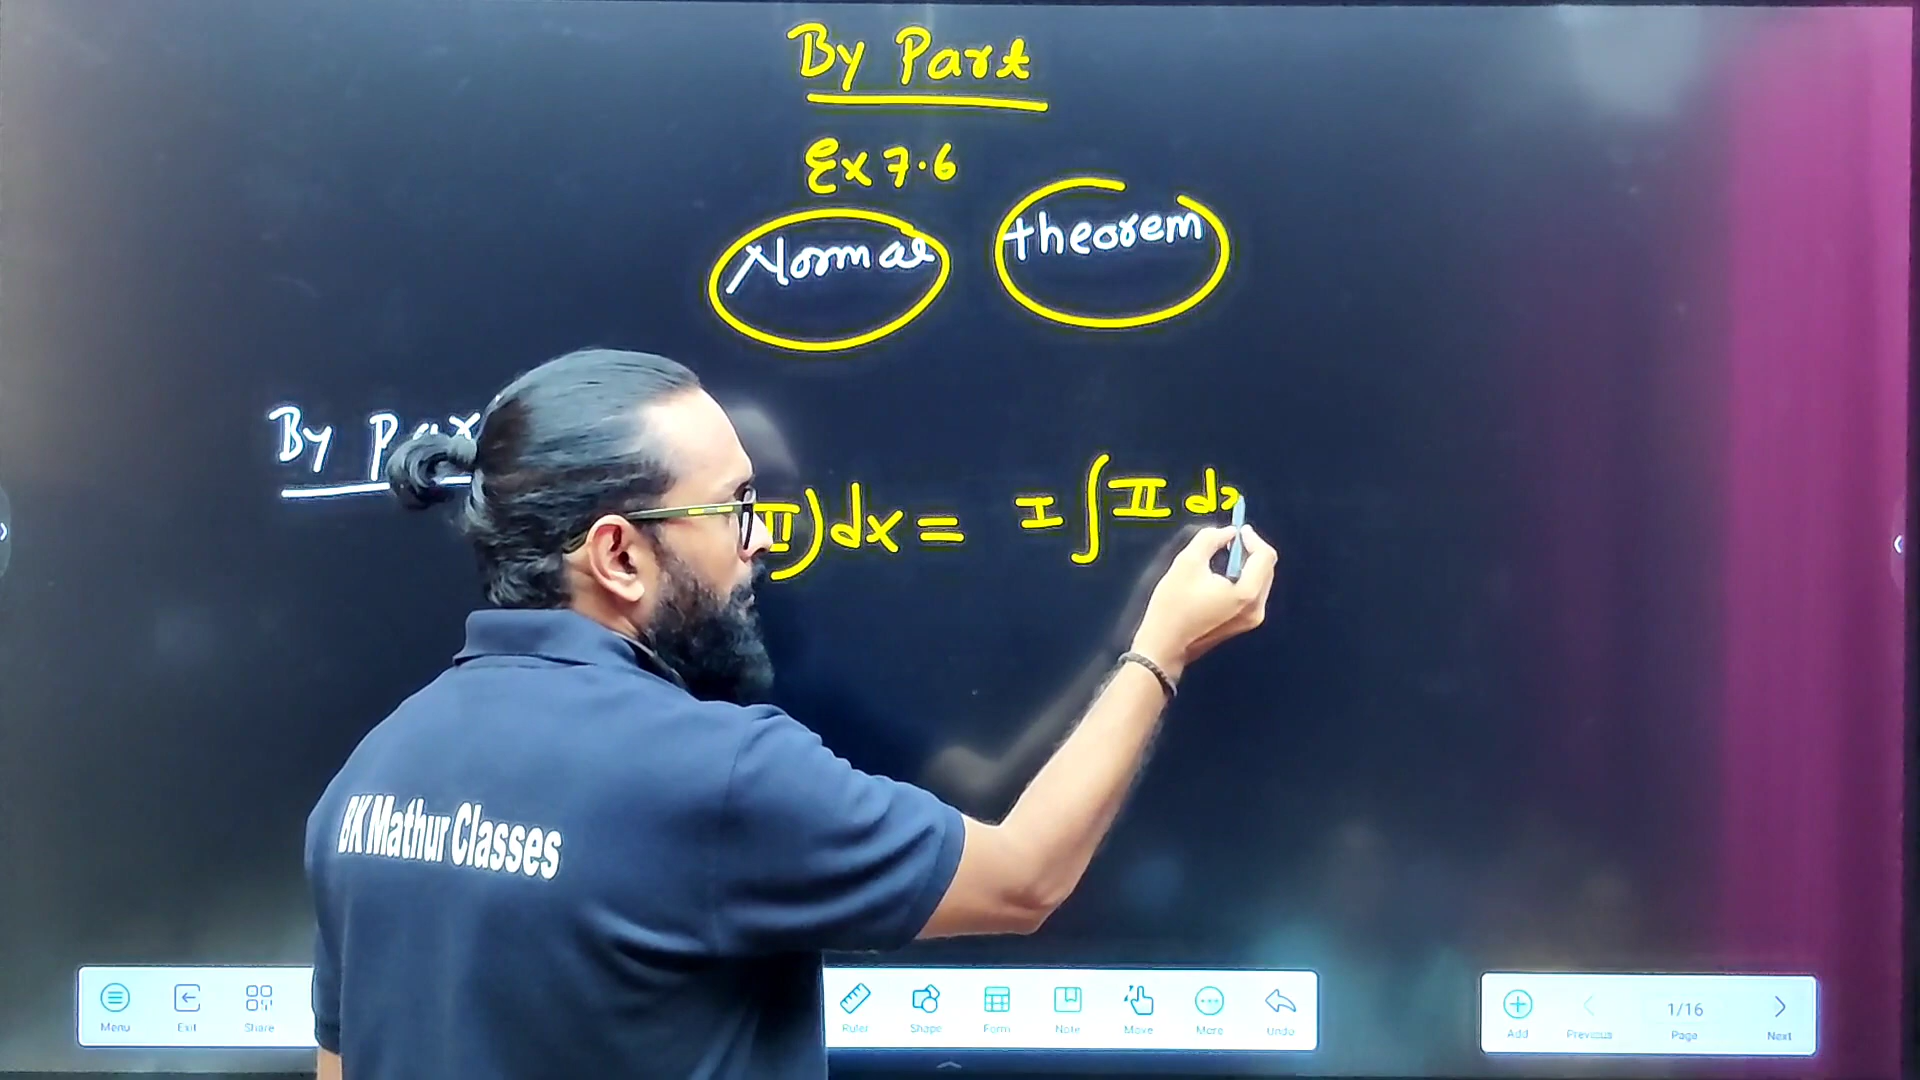 By Part
Ex 7.6
Normal theorem
By Par
II) dx = I ∫ II dx
BK Mathur Classes
Menu Exit Share Ruler Shape Form Note Move More Undo Add Previous 1/16 Page Next